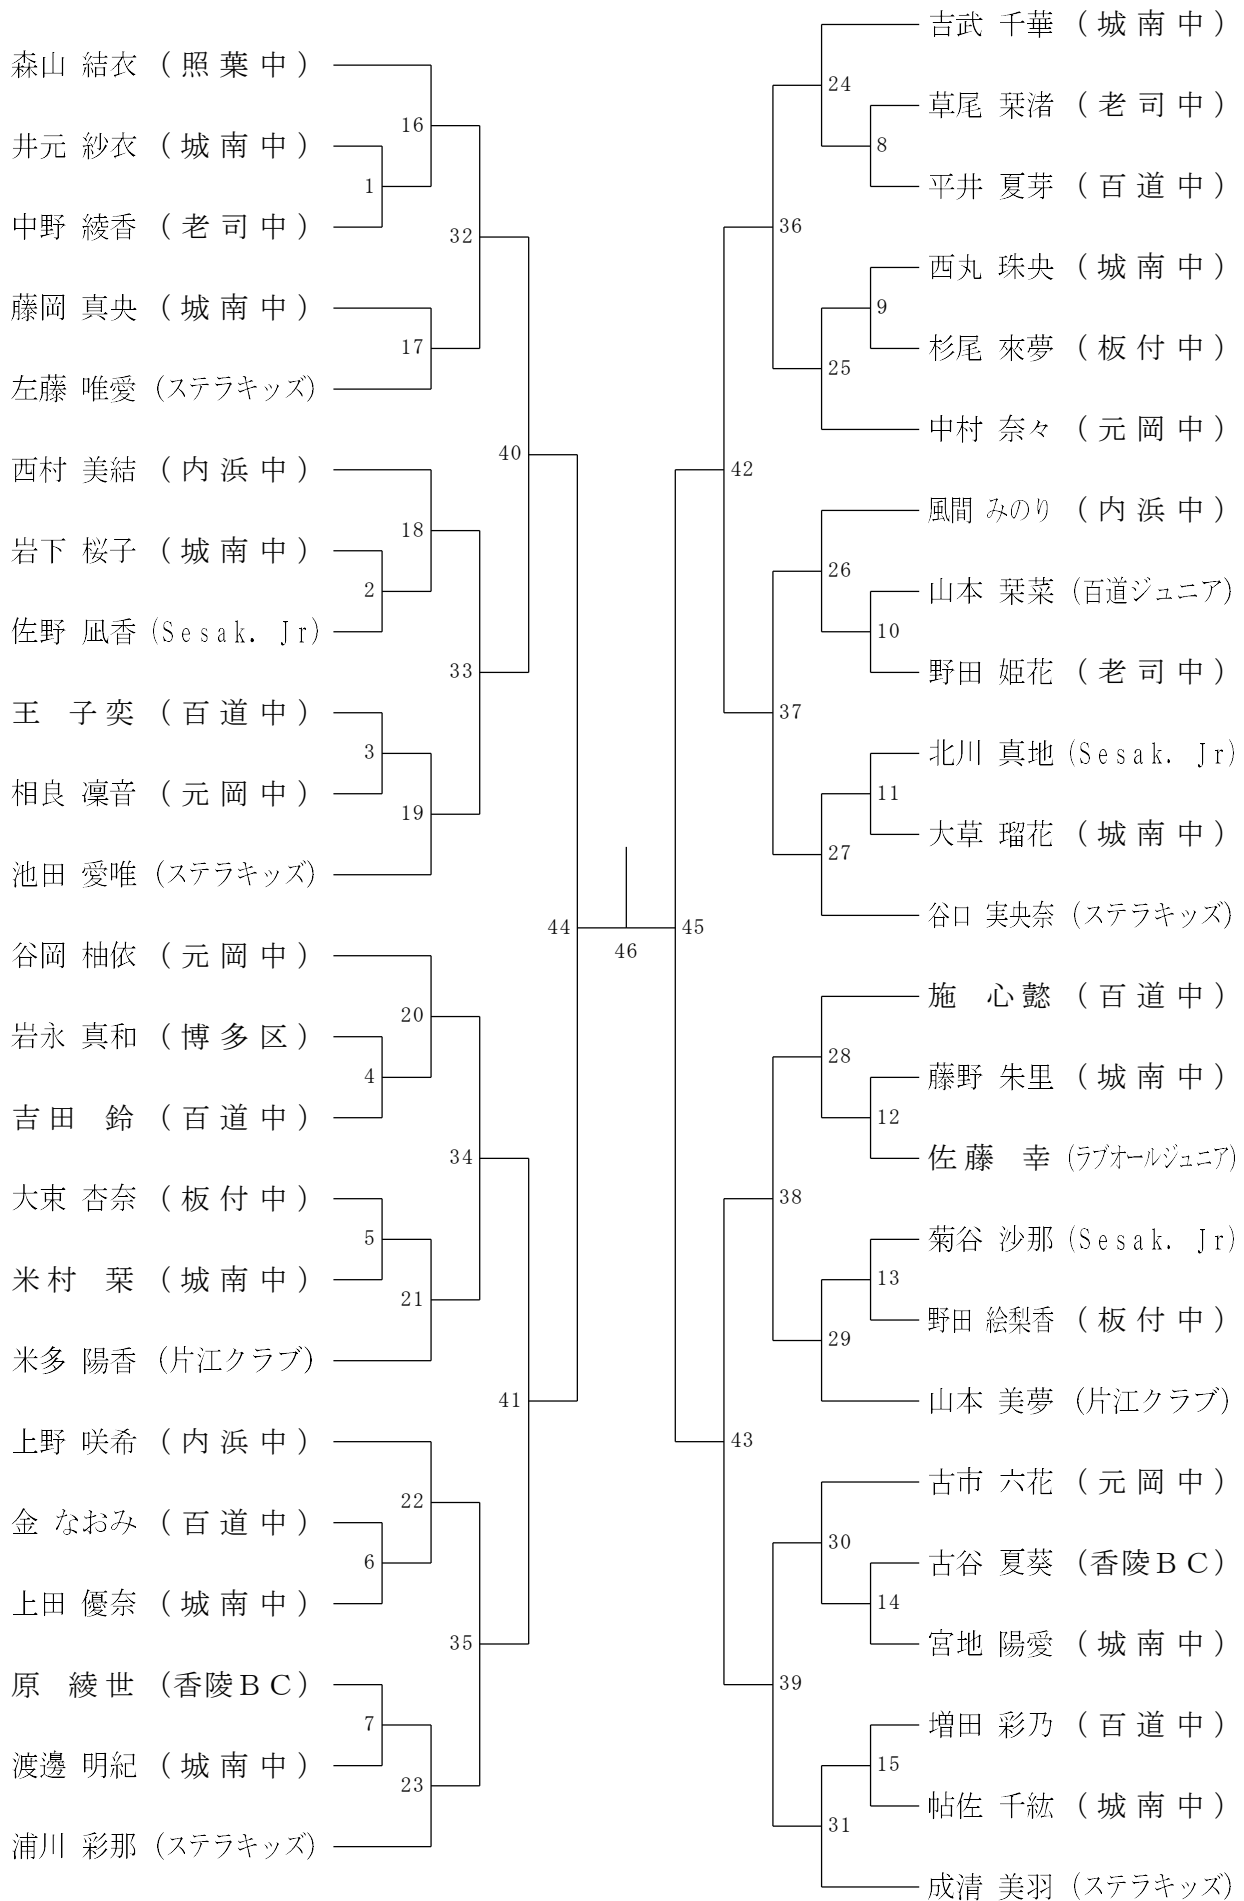 森山 結衣 （照葉中）
16
井元 紗衣 （城南中）
1
中野 綾香 （老司中）
32
藤岡 真央 （城南中）
17
左藤 唯愛 （ステラキッズ）
40
西村 美結 （内浜中）
18
岩下 桜子 （城南中）
2
佐野 凪香 （Sesak. Jr）
33
王 子奕 （百道中）
3
相良 凜音 （元岡中）
19
池田 愛唯 （ステラキッズ）
44
谷岡 柚依 （元岡中）
20
岩永 真和 （博多区）
4
吉田 鈴 （百道中）
34
大束 杏奈 （板付中）
5
米村 栞 （城南中）
21
米多 陽香 （片江クラブ）
41
上野 咲希 （内浜中）
22
金 なおみ （百道中）
6
上田 優奈 （城南中）
35
原 綾世 （香陵ＢＣ）
7
渡邊 明紀 （城南中）
23
浦川 彩那 （ステラキッズ）
46
吉武 千華 （城南中）
24
草尾 栞渚 （老司中）
8
平井 夏芽 （百道中）
36
西丸 珠央 （城南中）
9
杉尾 來夢 （板付中）
25
中村 奈々 （元岡中）
42
風間 みのり （内浜中）
26
山本 栞菜 （百道ジュニア）
10
野田 姫花 （老司中）
37
北川 真地 （Sesak. Jr）
11
大草 瑠花 （城南中）
27
谷口 実央奈 （ステラキッズ）
45
施 心懿 （百道中）
28
藤野 朱里 （城南中）
12
佐藤 幸 （ラブオールジュニア）
38
菊谷 沙那 （Sesak. Jr）
13
野田 絵梨香 （板付中）
29
山本 美夢 （片江クラブ）
43
古市 六花 （元岡中）
30
古谷 夏葵 （香陵ＢＣ）
14
宮地 陽愛 （城南中）
39
増田 彩乃 （百道中）
15
帖佐 千紘 （城南中）
31
成清 美羽 （ステラキッズ）